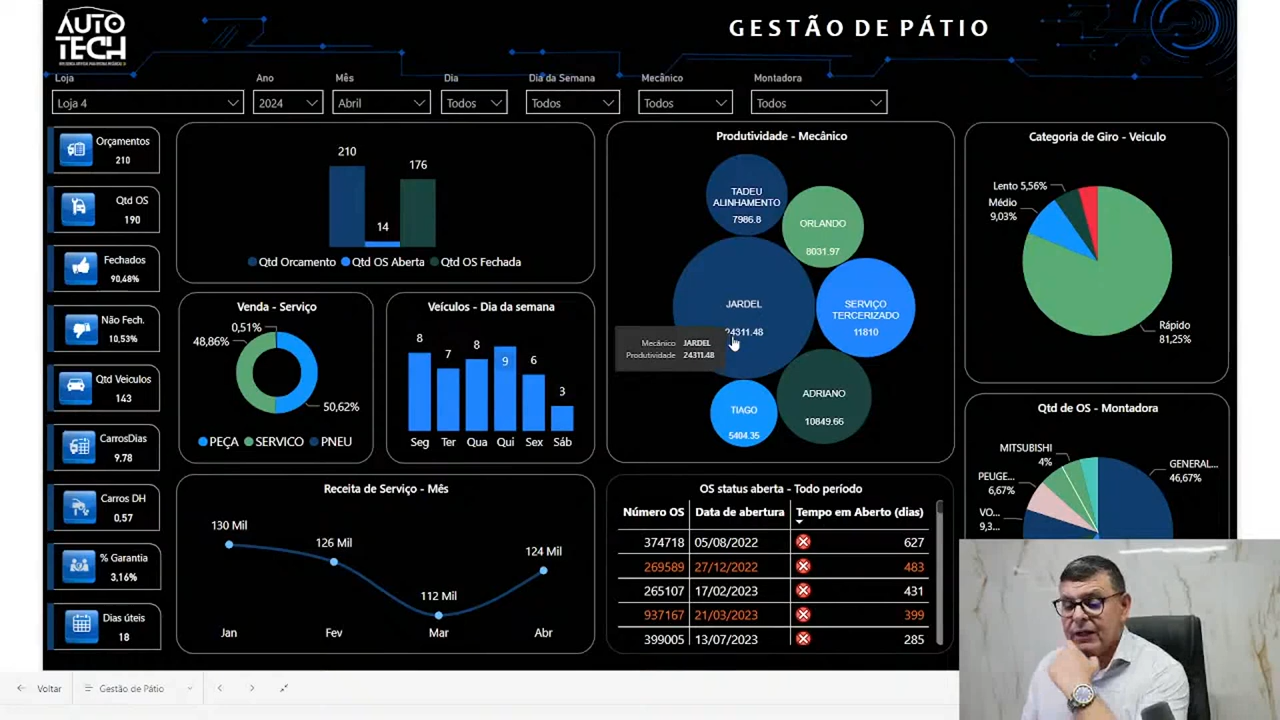 AUTO
TECH
GESTÃO DE PÁTIO
Loja
Ano
Mês
Dia
Dia da Semana
Mecânico
Montadora
Loja 4
2024
Abril
Todos
Todos
Todos
Todos
Orçamentos
210
Qtd OS
190
Fechados
90,48%
Não Fech.
10,53%
Qtd Veiculos
143
CarrosDias
9.78
Carros DH
0,57
% Garantia
3,16%
Dias úteis
18
210
14
176
Qtd Orcamento
Qtd OS Aberta
Qtd OS Fechada
Venda - Serviço
0,51%
48,86%
50,62%
PEÇA
SERVICO
PNEU
Veículos - Dia da semana
8
7
8
9
6
3
Seg
Ter
Qua
Qui
Sex
Sáb
Receita de Serviço - Mês
130 Mil
126 Mil
112 Mil
124 Mil
Jan
Fev
Mar
Abr
Produtividade - Mecânico
TADEU
ALINHAMENTO
7986.8
ORLANDO
8031.97
JARDEL
24311.48
SERVIÇO
TERCERIZADO
11810
ADRIANO
10849.66
TIAGO
5404.35
Mecânico JARDEL
Produtividade 24311.48
OS status aberta - Todo período
Número OS Data de abertura Tempo em Aberto (dias)
374718 05/08/2022 627
269589 27/12/2022 483
265107 17/02/2023 431
937167 21/03/2023 399
399005 13/07/2023 285
Categoria de Giro - Veiculo
Lento 5,56%
Médio
9,03%
Rápido
81,25%
Qtd de OS - Montadora
MITSUBISHI
4%
PEUGE...
6,67%
VO...
9,3...
GENERAL...
46,67%
Voltar
Gestão de Pátio